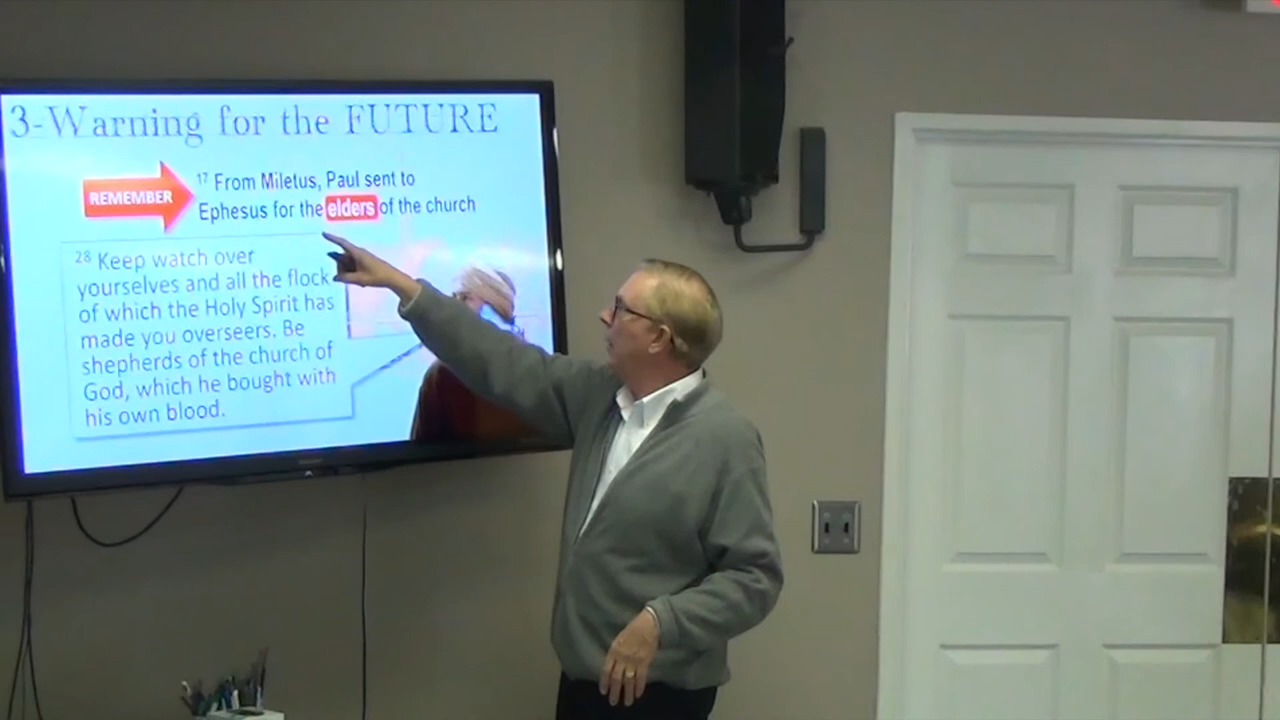 3-Warning for the FUTURE
REMEMBER
17 From Miletus, Paul sent to
Ephesus for the elders of the church
28 Keep watch over
yourselves and all the flock
of which the Holy Spirit has
made you overseers. Be
shepherds of the church of
God, which he bought with
his own blood.